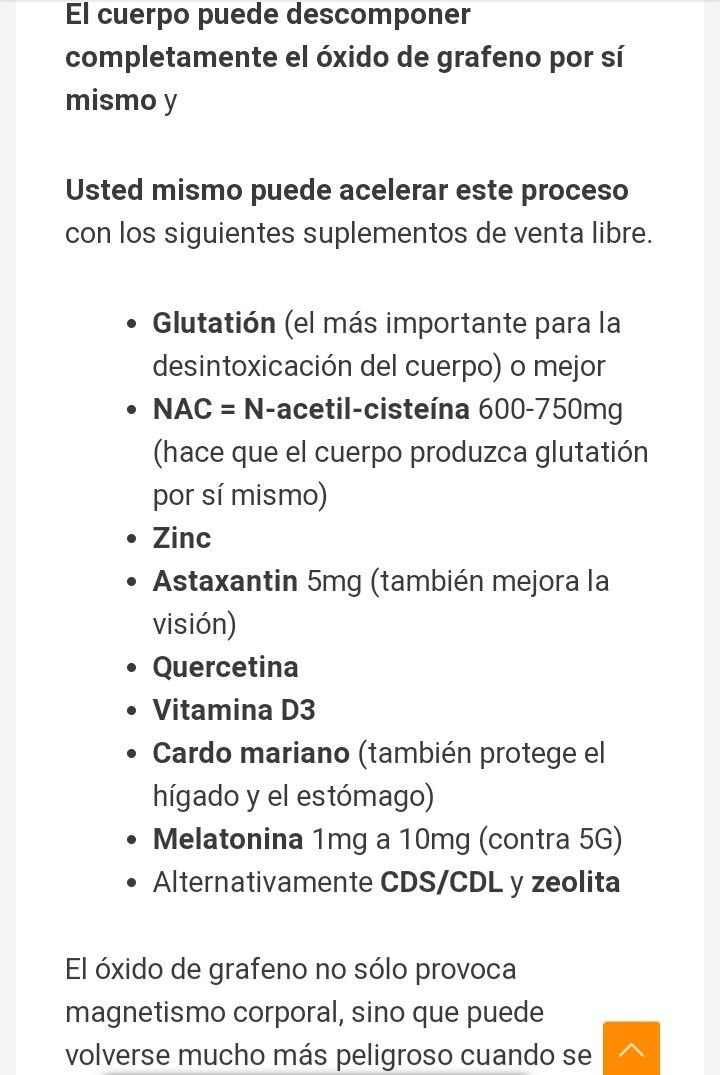 El cuerpo puede descomponer
completamente el óxido de grafeno por sí
mismo y
Usted mismo puede acelerar este proceso
con los siguientes suplementos de venta libre.
• Glutatión (el más importante para la
desintoxicación del cuerpo) o mejor
• NAC = N-acetil-cisteína 600-750mg
(hace que el cuerpo produzca glutatión
por sí mismo)
• Zinc
• Astaxantin 5mg (también mejora la
visión)
• Quercetina
• Vitamina D3
• Cardo mariano (también protege el
hígado y el estómago)
• Melatonina 1mg a 10mg (contra 5G)
• Alternativamente CDS/CDL y zeolita
El óxido de grafeno no sólo provoca
magnetismo corporal, sino que puede
volverse mucho más peligroso cuando se